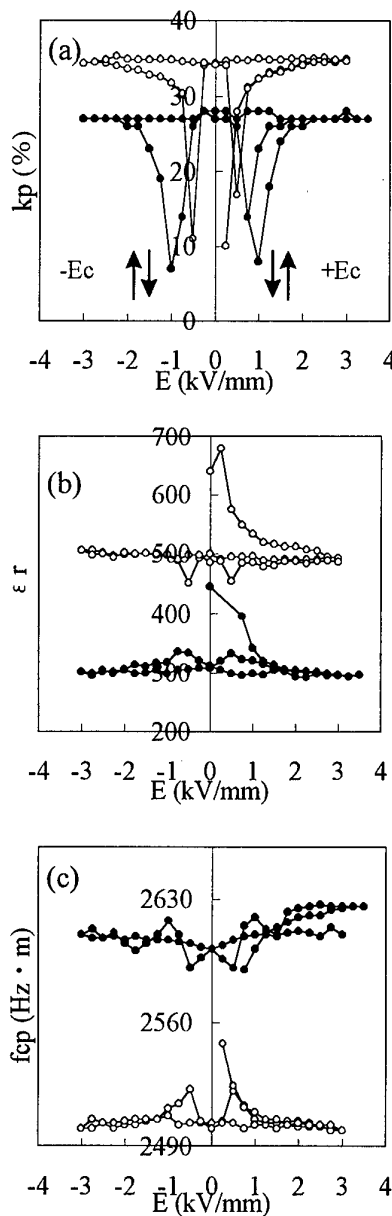 (a)
40
30
20
10
0
kp (%)
-Ec
+Ec
-4 -3 -2 -1 0 1 2 3 4
E (kV/mm)
(b)
700
600
500
400
300
200
ε r
-4 -3 -2 -1 0 1 2 3 4
E (kV/mm)
(c)
2630
2560
2490
fcp (Hz・m)
-4 -3 -2 -1 0 1 2 3 4
E (kV/mm)